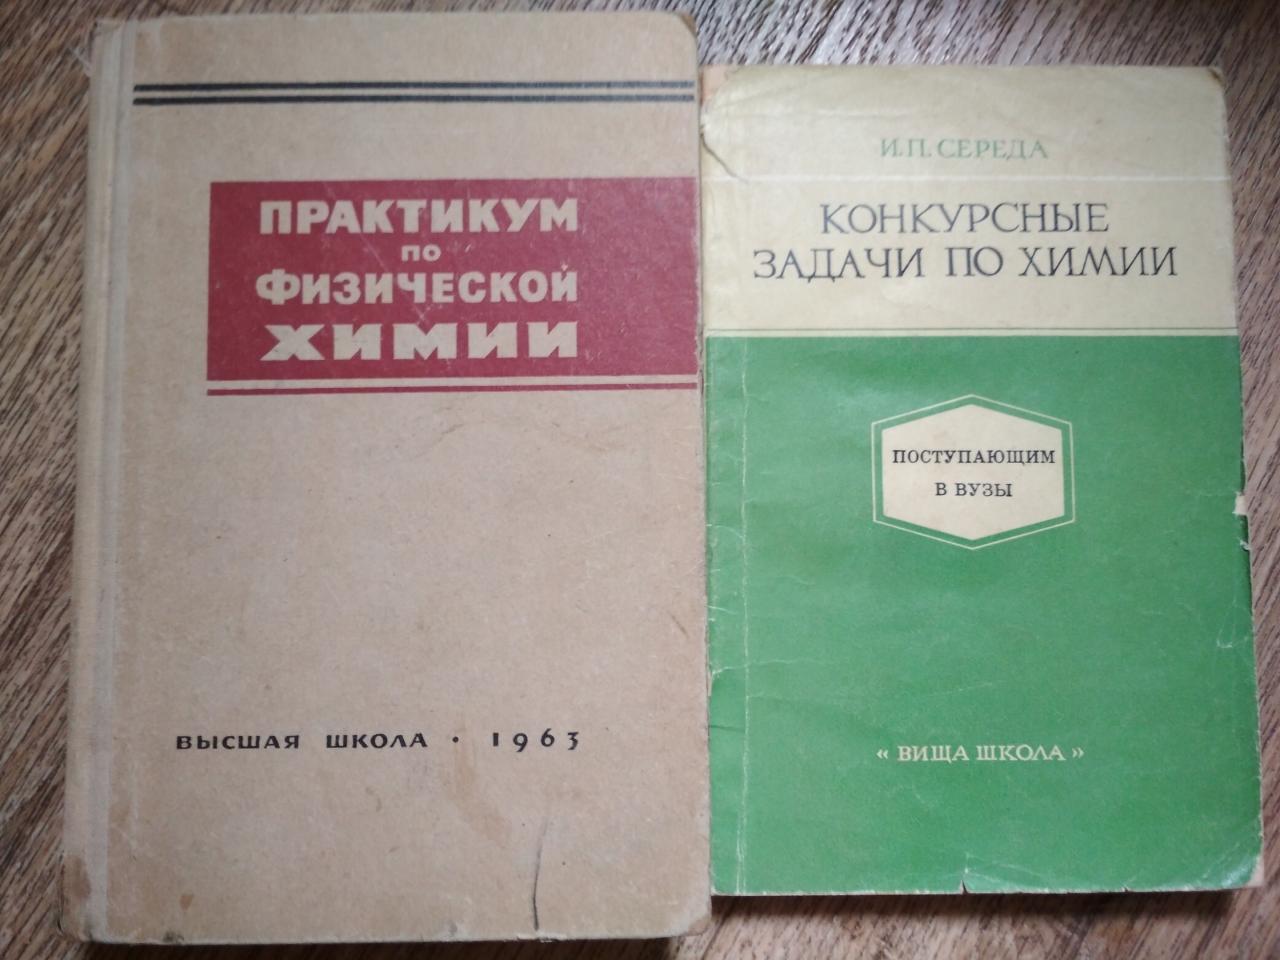 ПРАКТИКУМ
ПО
ФИЗИЧЕСКОЙ
ХИМИИ
ВЫСШАЯ ШКОЛА • 1963
И.П. СЕРЕДА
КОНКУРСНЫЕ
ЗАДАЧИ ПО ХИМИИ
ПОСТУПАЮЩИМ
В ВУЗЫ
« ВИЩА ШКОЛА »